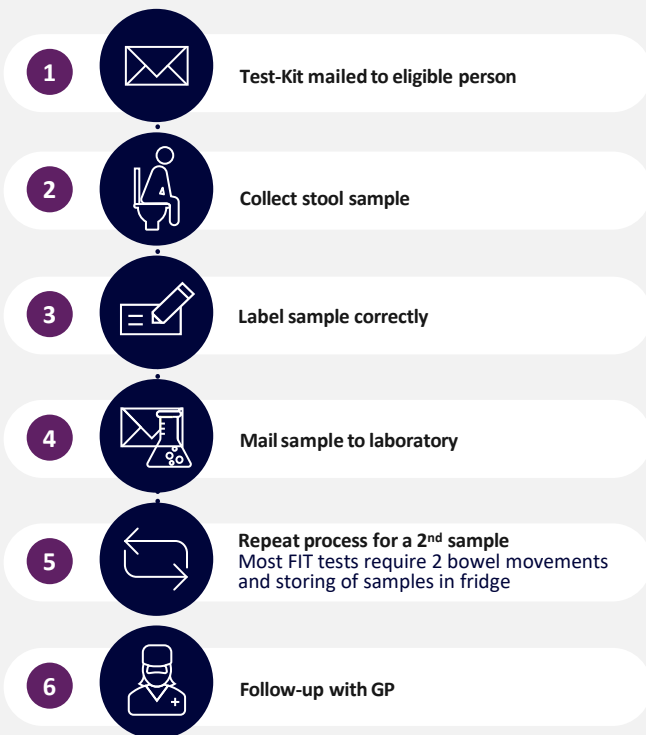 1
Test-Kit mailed to eligible person
2
Collect stool sample
3
Label sample correctly
4
Mail sample to laboratory
5
Repeat process for a 2nd sample
Most FIT tests require 2 bowel movements
and storing of samples in fridge
6
Follow-up with GP